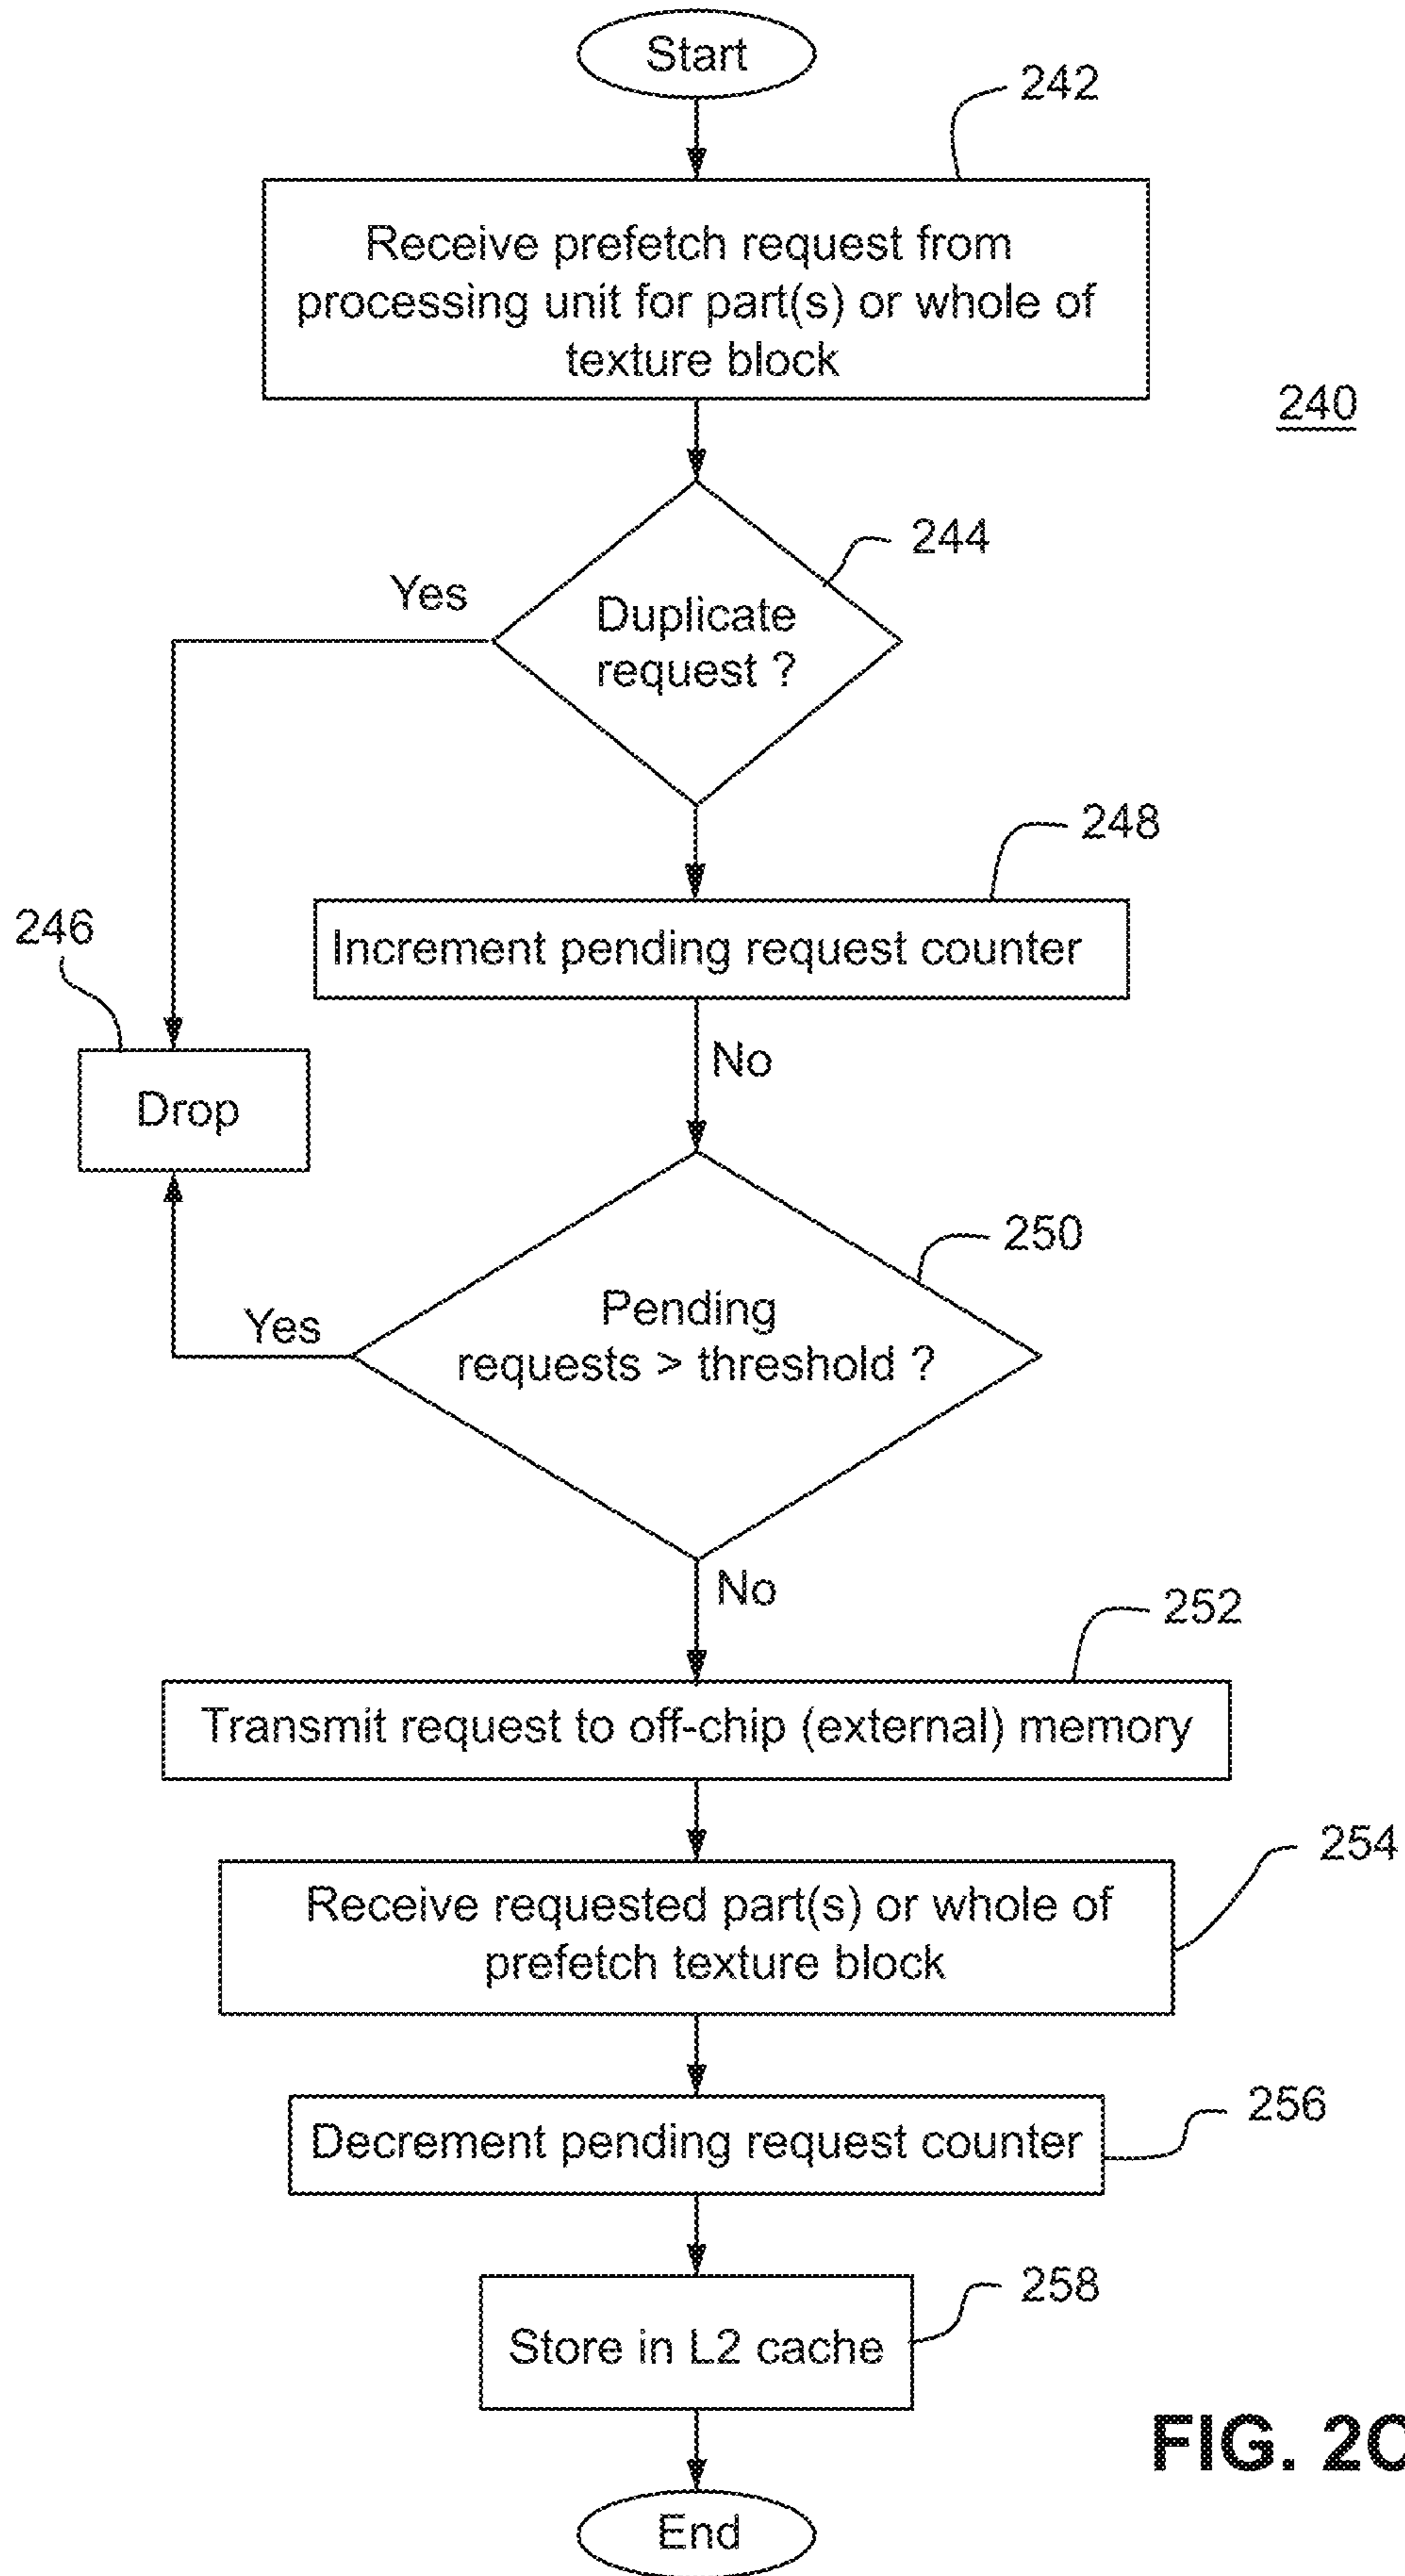 Start
242
Receive prefetch request from
processing unit for part(s) or whole of
texture block
240
244
Yes
Duplicate
request ?
248
246
Increment pending request counter
No
Drop
250
Pending
requests > threshold ?
Yes
No
252
Transmit request to off-chip (external) memory
254
Receive requested part(s) or whole of
prefetch texture block
256
Decrement pending request counter
258
Store in L2 cache
FIG. 2C
End